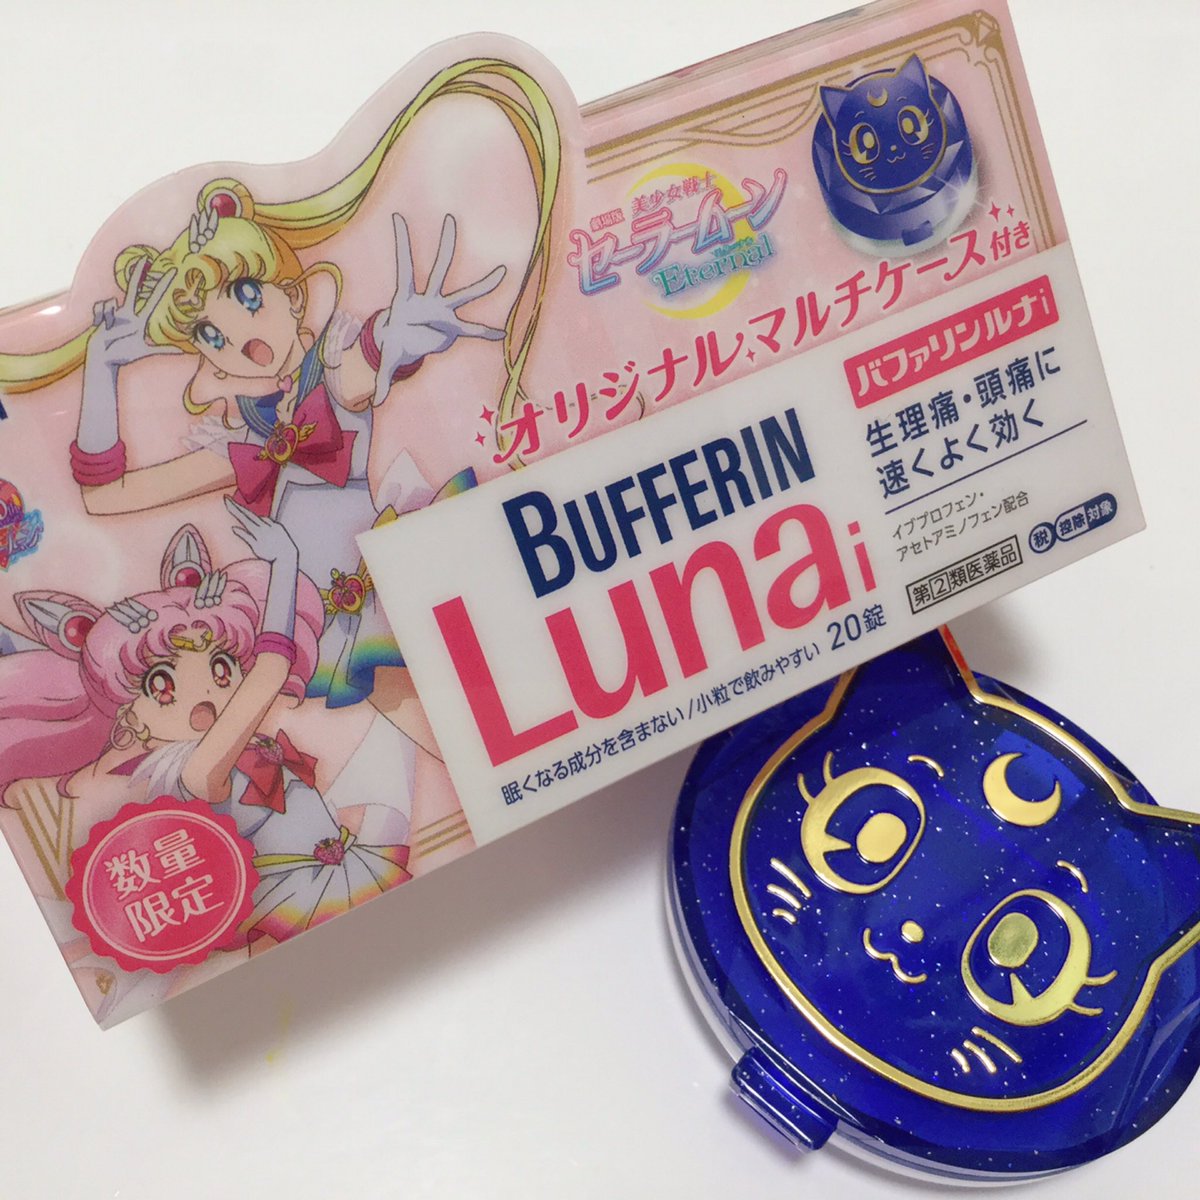 劇場版 美少女戦士
セーラームーン
Eternal
オリジナル マルチケース付き
バファリンルナi
生理痛・頭痛に
速くよく効く
イブプロフェン・
アセトアミノフェン配合
第②類医薬品
税 控除 対象
BUFFERIN
Lunai
眠くなる成分を含まない/小粒で飲みやすい 20錠
数量
限定